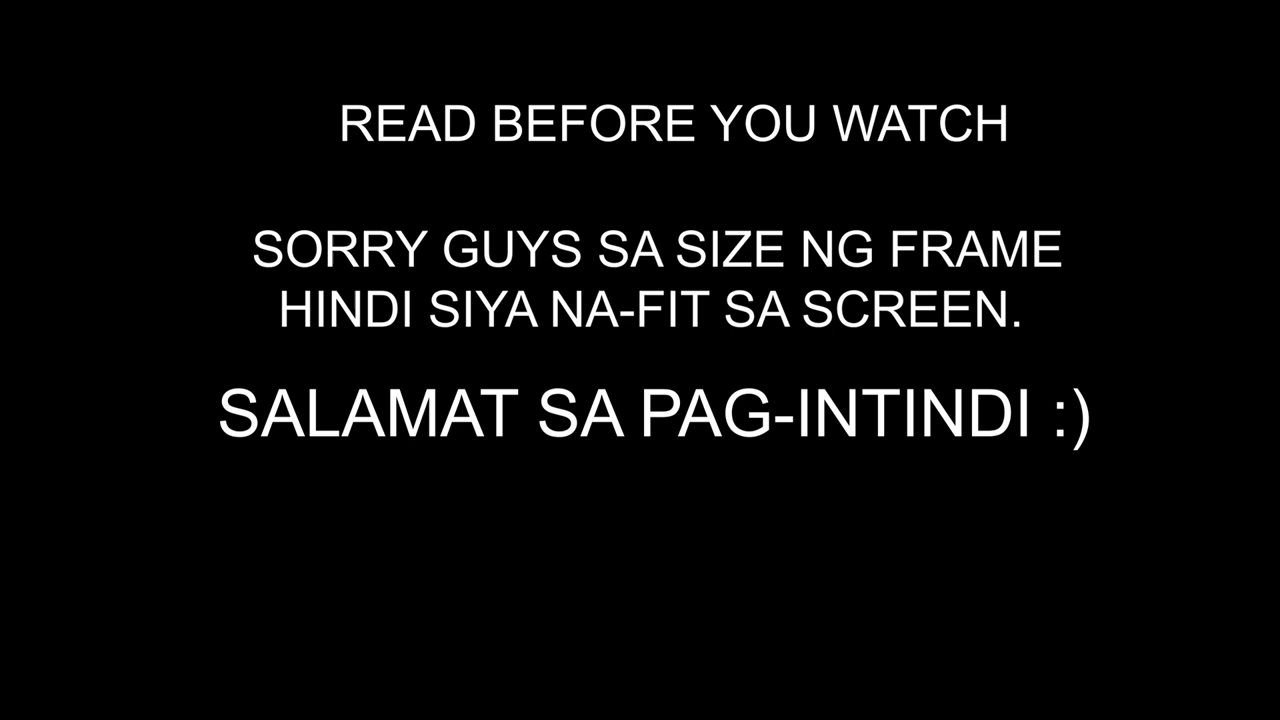 READ BEFORE YOU WATCH
SORRY GUYS SA SIZE NG FRAME
HINDI SIYA NA-FIT SA SCREEN.
SALAMAT SA PAG-INTINDI :)